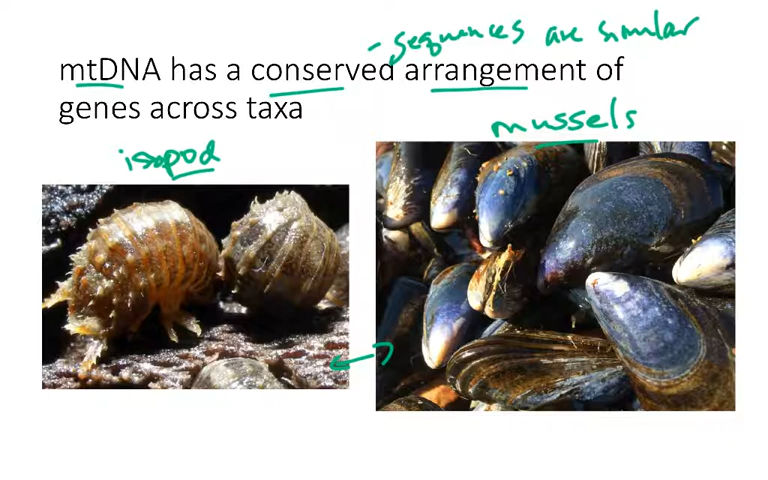 - sequences are similar
mtDNA has a conserved arrangement of
genes across taxa
isopod
mussels